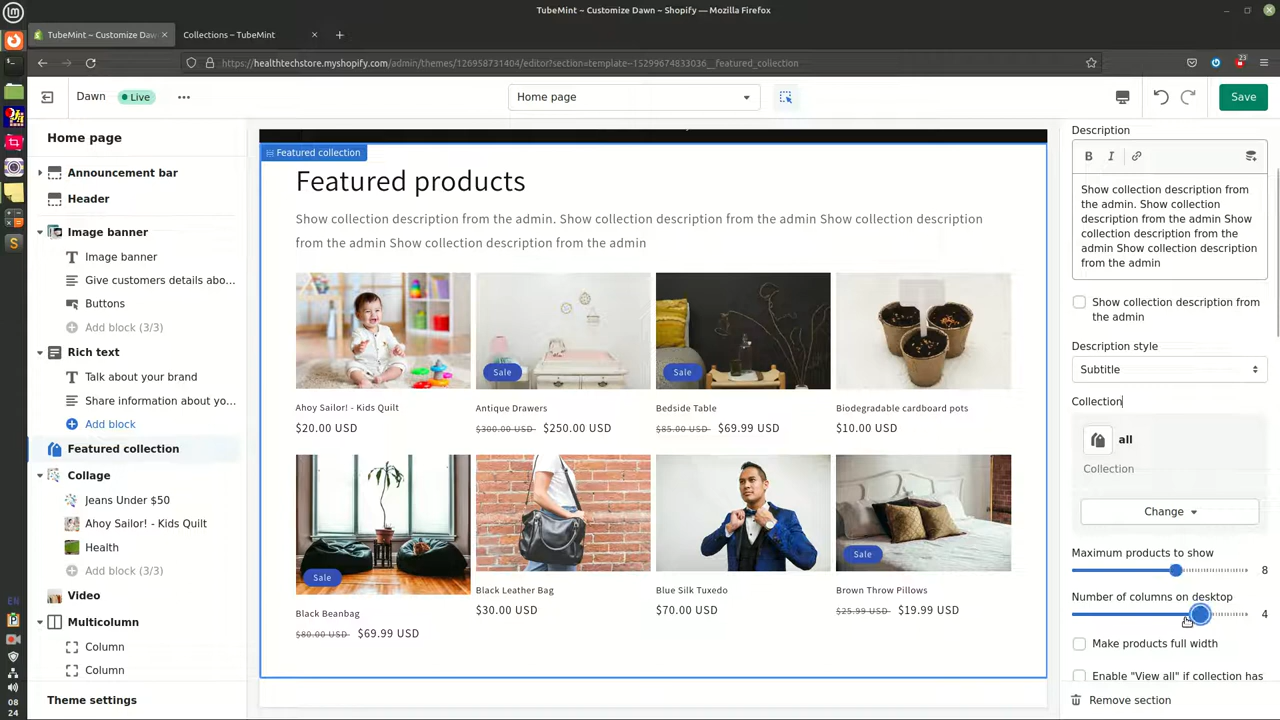 TubeMint ~ Customize Dawn ~ Shopify — Mozilla Firefox
TubeMint ~ Customize Daw
Collections ~ TubeMint
https://healthtechstore.myshopify.com/admin/themes/126958731404/editor?section=template--15299674833036__featured_collection
23
Dawn
Live
Home page
Save
Home page
Announcement bar
Header
Image banner
Image banner
Give customers details abo...
Buttons
Add block (3/3)
Rich text
Talk about your brand
Share information about yo...
Add block
Featured collection
Collage
Jeans Under $50
Ahoy Sailor! - Kids Quilt
Health
Add block (3/3)
Video
Multicolumn
Column
Column
Theme settings
EN
08
24
Featured collection
Featured products
Show collection description from the admin. Show collection description from the admin Show collection description
from the admin Show collection description from the admin
Sale
Sale
Ahoy Sailor! - Kids Quilt
$20.00 USD
Antique Drawers
$300.00 USD $250.00 USD
Bedside Table
$85.00 USD $69.99 USD
Biodegradable cardboard pots
$10.00 USD
Sale
Sale
Black Beanbag
$80.00 USD $69.99 USD
Black Leather Bag
$30.00 USD
Blue Silk Tuxedo
$70.00 USD
Brown Throw Pillows
$25.99 USD $19.99 USD
Description
B I
Show collection description from
the admin. Show collection
description from the admin Show
collection description from the
admin Show collection description
from the admin
Show collection description from
the admin
Description style
Subtitle
Collection
all
Collection
Change
Maximum products to show
8
Number of columns on desktop
4
Make products full width
Enable "View all" if collection has
Remove section